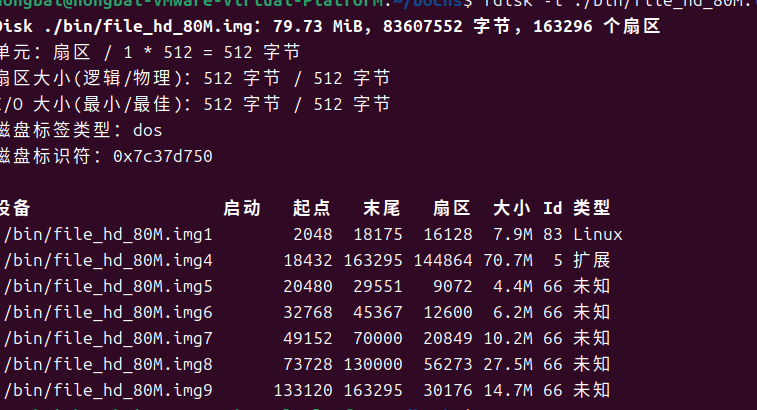 hongbai@hongbai-VMware-Virtual-Platform:~/bochs$ fdisk -l ./bin/file_hd_80M.
Disk ./bin/file_hd_80M.img：79.73 MiB，83607552 字节，163296 个扇区
单元：扇区 / 1 * 512 = 512 字节
扇区大小(逻辑/物理)：512 字节 / 512 字节
I/O 大小(最小/最佳)：512 字节 / 512 字节
磁盘标签类型：dos
磁盘标识符：0x7c37d750
设备 启动 起点 末尾 扇区 大小 Id 类型
/bin/file_hd_80M.img1 2048 18175 16128 7.9M 83 Linux
/bin/file_hd_80M.img4 18432 163295 144864 70.7M 5 扩展
/bin/file_hd_80M.img5 20480 29551 9072 4.4M 66 未知
/bin/file_hd_80M.img6 32768 45367 12600 6.2M 66 未知
/bin/file_hd_80M.img7 49152 70000 20849 10.2M 66 未知
/bin/file_hd_80M.img8 73728 130000 56273 27.5M 66 未知
/bin/file_hd_80M.img9 133120 163295 30176 14.7M 66 未知